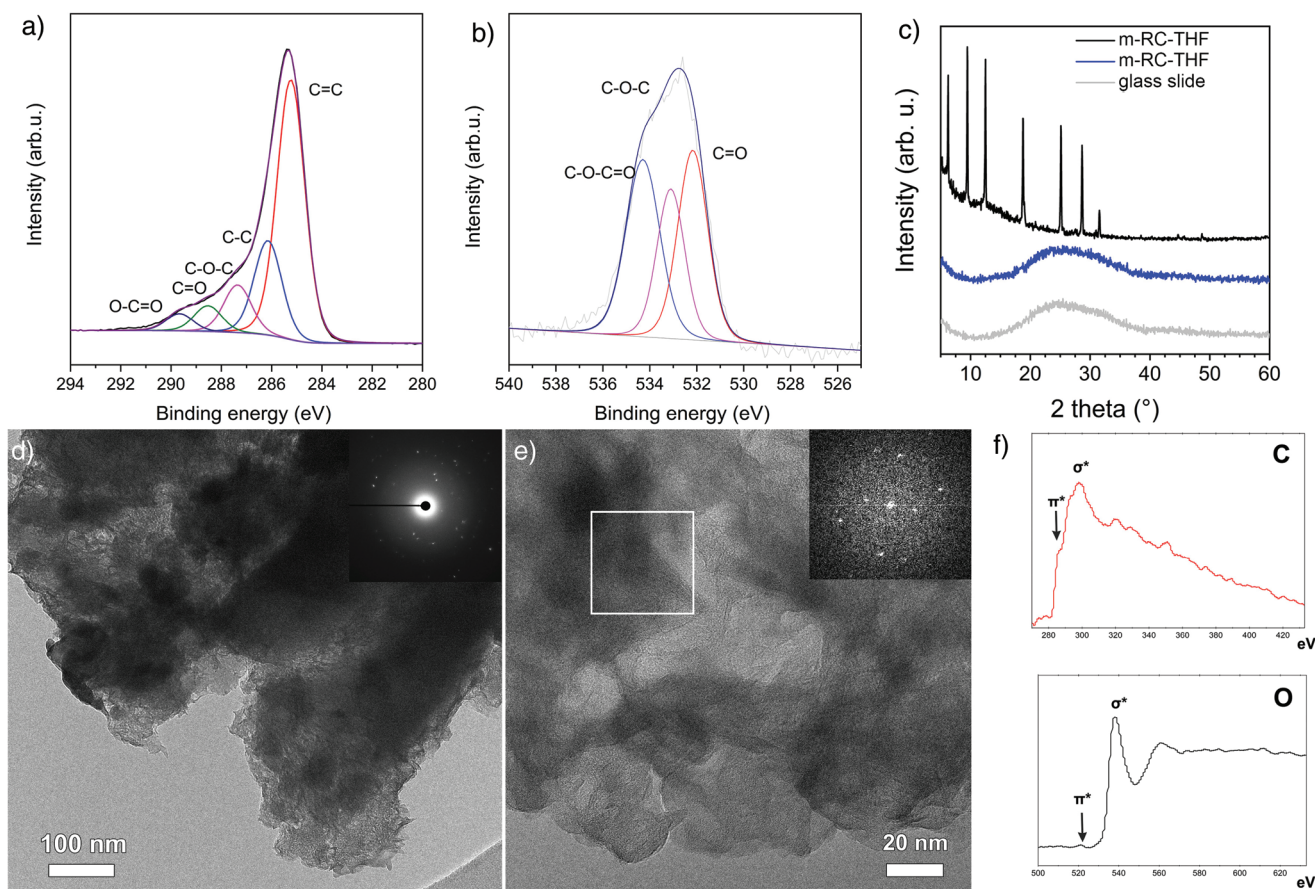 a)
C=C
C-C
C-O-C
C=O
O-C=O
Intensity (arb.u.)
294 292 290 288 286 284 282 280
Binding energy (eV)
b)
C-O-C
C-O-C=O
C=O
Intensity (arb.u.)
540 538 536 534 532 530 528 526
Binding energy (eV)
c)
m-RC-THF
m-RC-THF
glass slide
Intensity (arb. u.)
10 20 30 40 50 60
2 theta (°)
d)
100 nm
e)
20 nm
f)
C
σ*
π*
280 300 320 340 360 380 400 420
eV
O
σ*
π*
500 520 540 560 580 600 620
eV